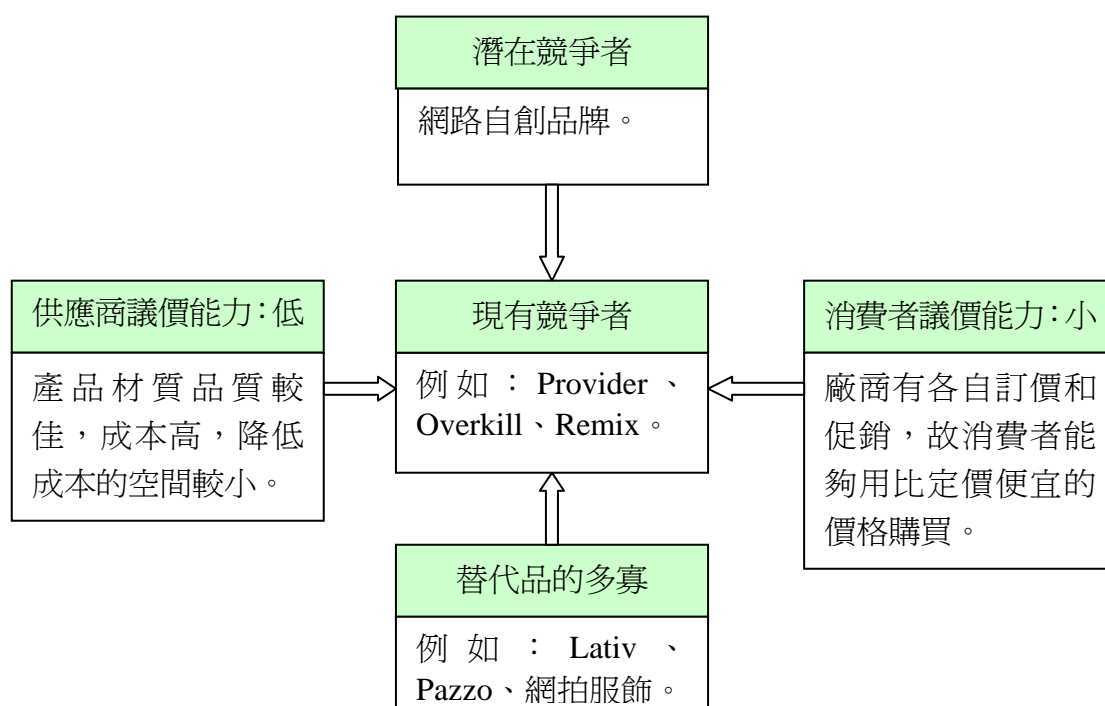 潛在競爭者
網路自創品牌。
供應商議價能力：低
產品材質品質較
佳，成本高，降低
成本的空間較小。
現有競爭者
例如：Provider、
Overkill、Remix。
消費者議價能力：小
廠商有各自訂價和
促銷，故消費者能
夠用比定價便宜的
價格購買。
替代品的多寡
例如：Lativ、
Pazzo、網拍服飾。